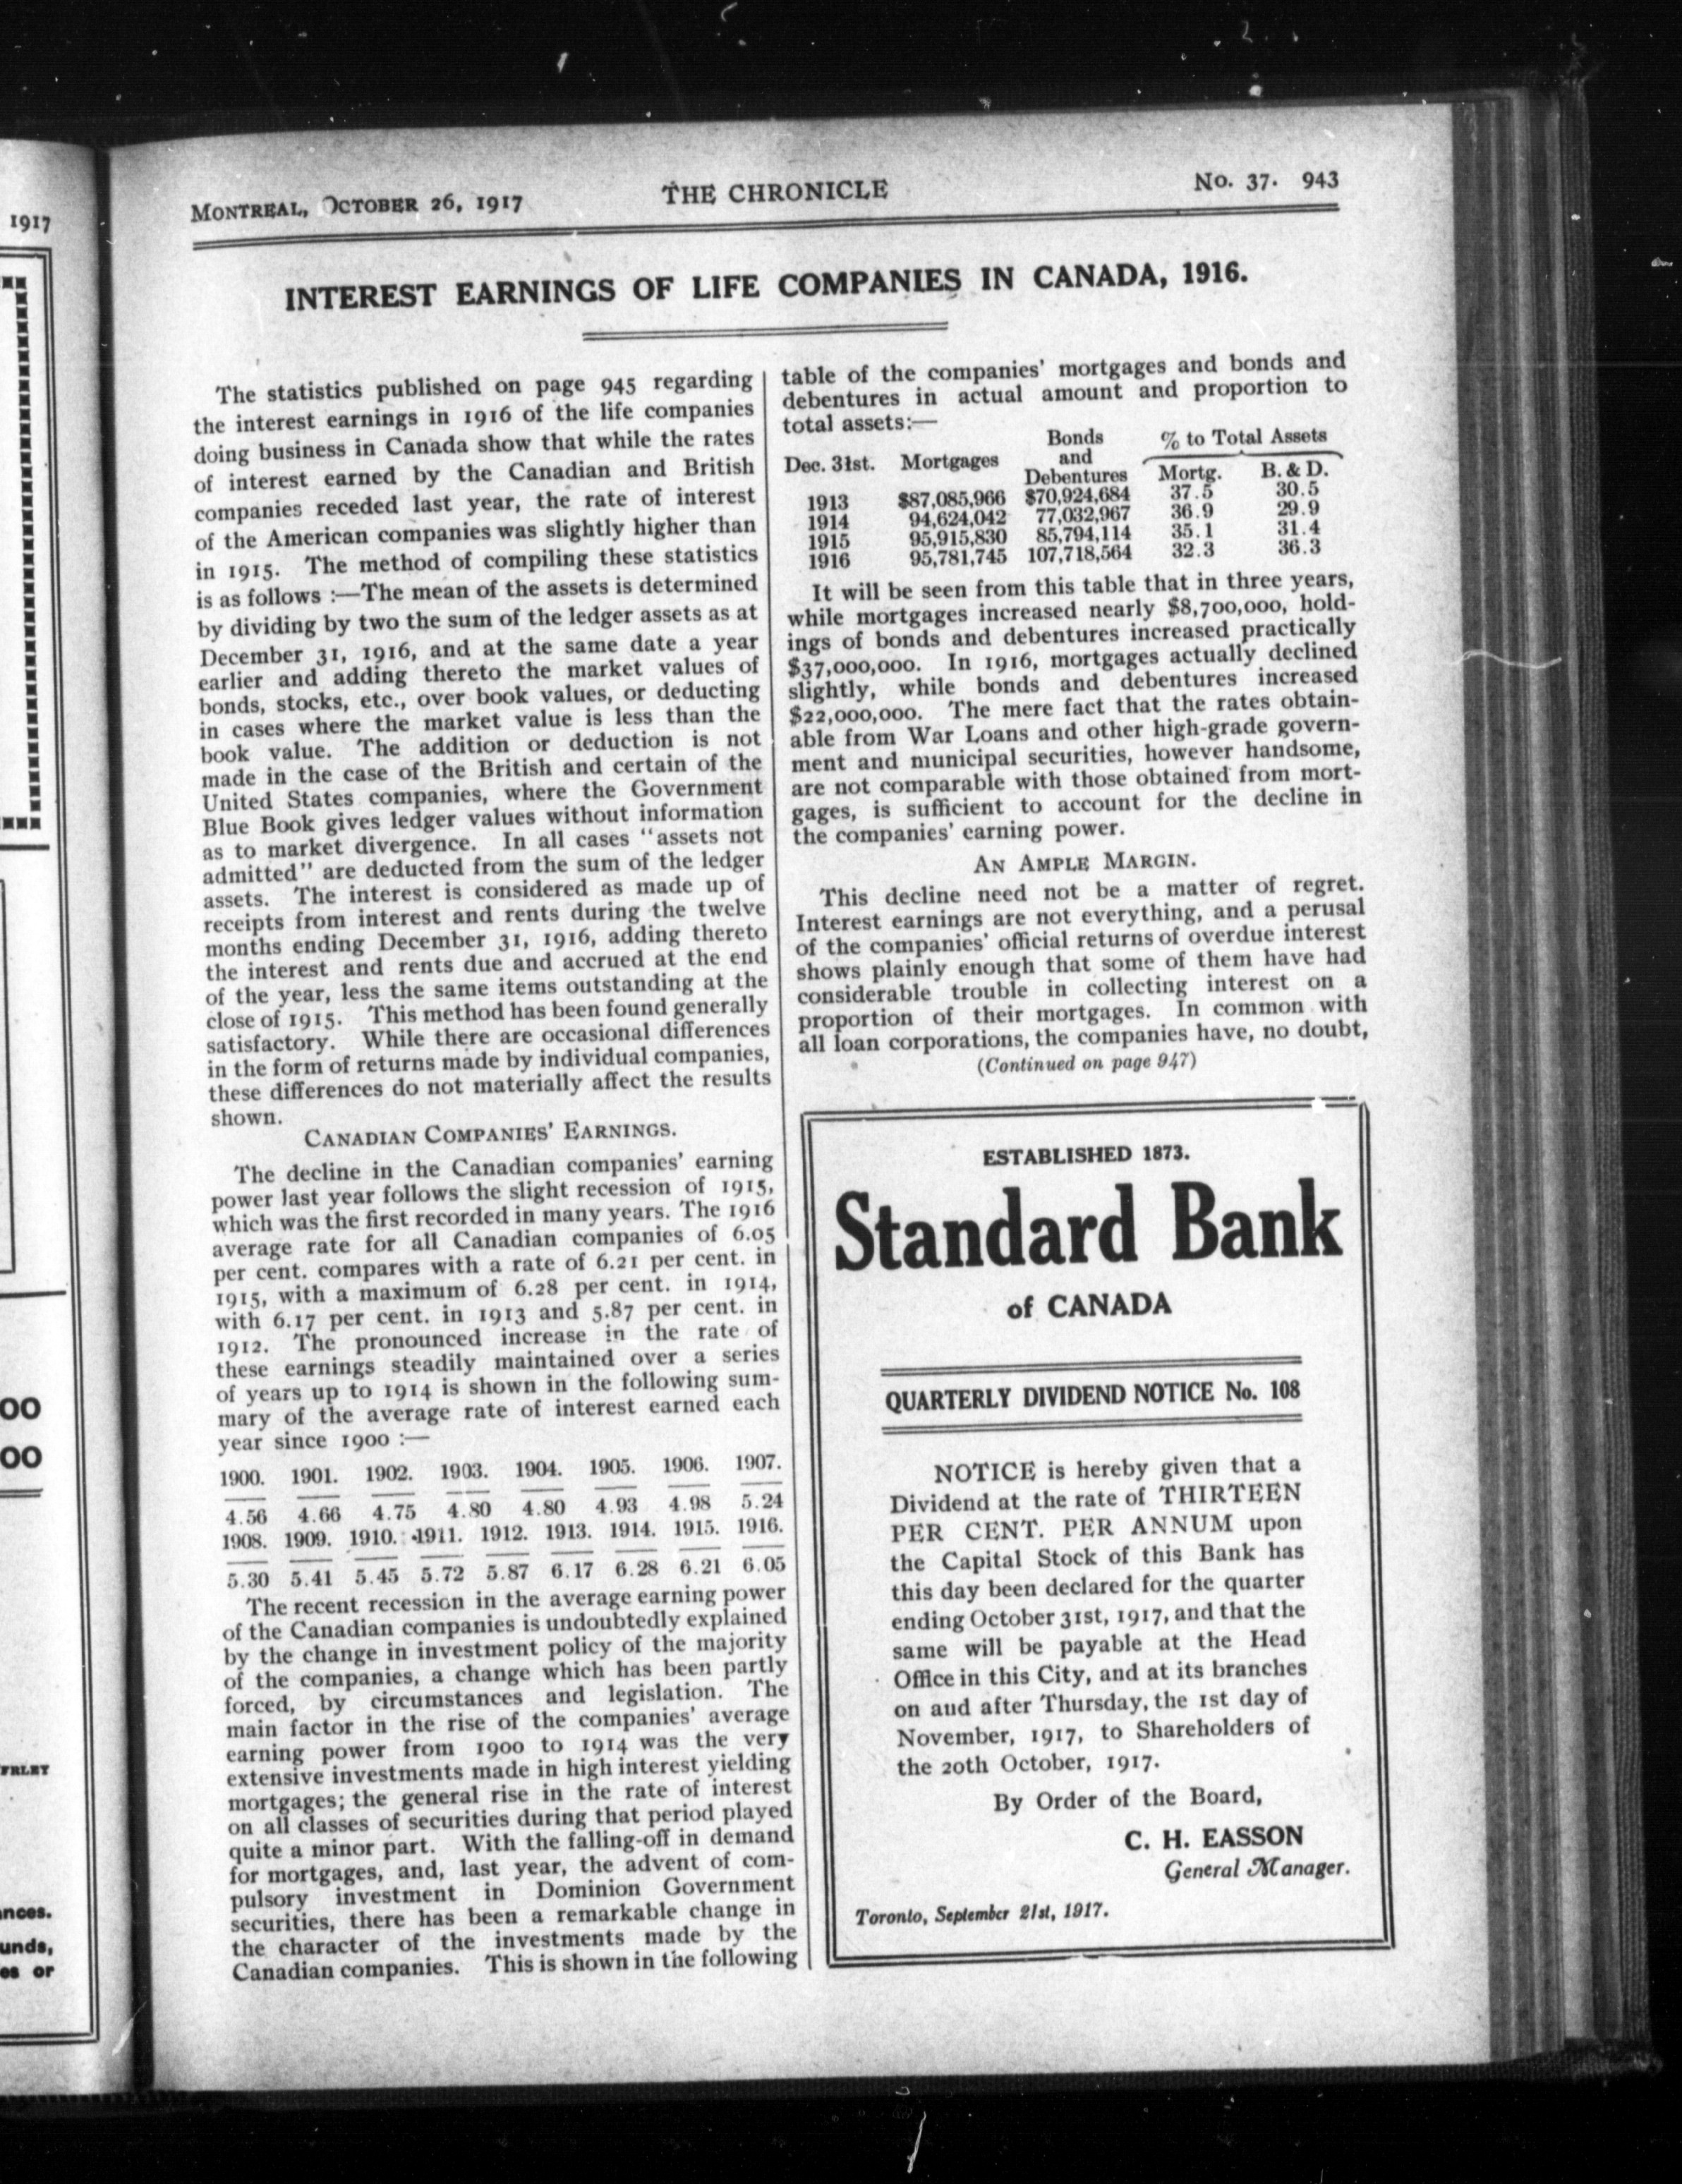 1917
OO
OO
FRLEY
ances.
unds,
es or
MONTREAL, OCTOBER 26, 1917
THE CHRONICLE
No. 37. 943
INTEREST EARNINGS OF LIFE COMPANIES IN CANADA, 1916.
The statistics published on page 945 regarding
the interest earnings in 1916 of the life companies
doing business in Canada show that while the rates
of interest earned by the Canadian and British
companies receded last year, the rate of interest
of the American companies was slightly higher than
in 1915. The method of compiling these statistics
is as follows :—The mean of the assets is determined
by dividing by two the sum of the ledger assets as at
December 31, 1916, and at the same date a year
earlier and adding thereto the market values of
bonds, stocks, etc., over book values, or deducting
in cases where the market value is less than the
book value. The addition or deduction is not
made in the case of the British and certain of the
United States companies, where the Government
Blue Book gives ledger values without information
as to market divergence. In all cases "assets not
admitted" are deducted from the sum of the ledger
assets. The interest is considered as made up of
receipts from interest and rents during the twelve
months ending December 31, 1916, adding thereto
the interest and rents due and accrued at the end
of the year, less the same items outstanding at the
close of 1915. This method has been found generally
satisfactory. While there are occasional differences
in the form of returns made by individual companies,
these differences do not materially affect the results
shown.
CANADIAN COMPANIES' EARNINGS.
The decline in the Canadian companies' earning
power last year follows the slight recession of 1915,
which was the first recorded in many years. The 1916
average rate for all Canadian companies of 6.05
per cent. compares with a rate of 6.21 per cent. in
1915, with a maximum of 6.28 per cent. in 1914,
with 6.17 per cent. in 1913 and 5.87 per cent. in
1912. The pronounced increase in the rate of
these earnings steadily maintained over a series
of years up to 1914 is shown in the following sum-
mary of the average rate of interest earned each
year since 1900 :—
1900. 1901. 1902. 1903. 1904. 1905. 1906. 1907.
4.56 4.66 4.75 4.80 4.80 4.93 4.98 5.24
1908. 1909. 1910. 1911. 1912. 1913. 1914. 1915. 1916.
5.30 5.41 5.45 5.72 5.87 6.17 6.28 6.21 6.05
The recent recession in the average earning power
of the Canadian companies is undoubtedly explained
by the change in investment policy of the majority
of the companies, a change which has been partly
forced, by circumstances and legislation. The
main factor in the rise of the companies' average
earning power from 1900 to 1914 was the very
extensive investments made in high interest yielding
mortgages; the general rise in the rate of interest
on all classes of securities during that period played
quite a minor part. With the falling-off in demand
for mortgages, and, last year, the advent of com-
pulsory investment in Dominion Government
securities, there has been a remarkable change in
the character of the investments made by the
Canadian companies. This is shown in the following
table of the companies' mortgages and bonds and
debentures in actual amount and proportion to
total assets:—
Bonds % to Total Assets
Dec. 31st. Mortgages and
Debentures Mortg. B. & D.
1913 $87,085,966 $70,924,684 37.5 30.5
1914 94,624,042 77,032,967 36.9 29.9
1915 95,915,830 85,794,114 35.1 31.4
1916 95,781,745 107,718,564 32.3 36.3
It will be seen from this table that in three years,
while mortgages increased nearly $8,700,000, hold-
ings of bonds and debentures increased practically
$37,000,000. In 1916, mortgages actually declined
slightly, while bonds and debentures increased
$22,000,000. The mere fact that the rates obtain-
able from War Loans and other high-grade govern-
ment and municipal securities, however handsome,
are not comparable with those obtained from mort-
gages, is sufficient to account for the decline in
the companies' earning power.
AN AMPLE MARGIN.
This decline need not be a matter of regret.
Interest earnings are not everything, and a perusal
of the companies' official returns of overdue interest
shows plainly enough that some of them have had
considerable trouble in collecting interest on a
proportion of their mortgages. In common with
all loan corporations, the companies have, no doubt,
(Continued on page 947)
ESTABLISHED 1873.
Standard Bank
of CANADA
QUARTERLY DIVIDEND NOTICE No. 108
NOTICE is hereby given that a
Dividend at the rate of THIRTEEN
PER CENT. PER ANNUM upon
the Capital Stock of this Bank has
this day been declared for the quarter
ending October 31st, 1917, and that the
same will be payable at the Head
Office in this City, and at its branches
on aud after Thursday, the 1st day of
November, 1917, to Shareholders of
the 20th October, 1917.
By Order of the Board,
C. H. EASSON
General Manager.
Toronto, September 21st, 1917.